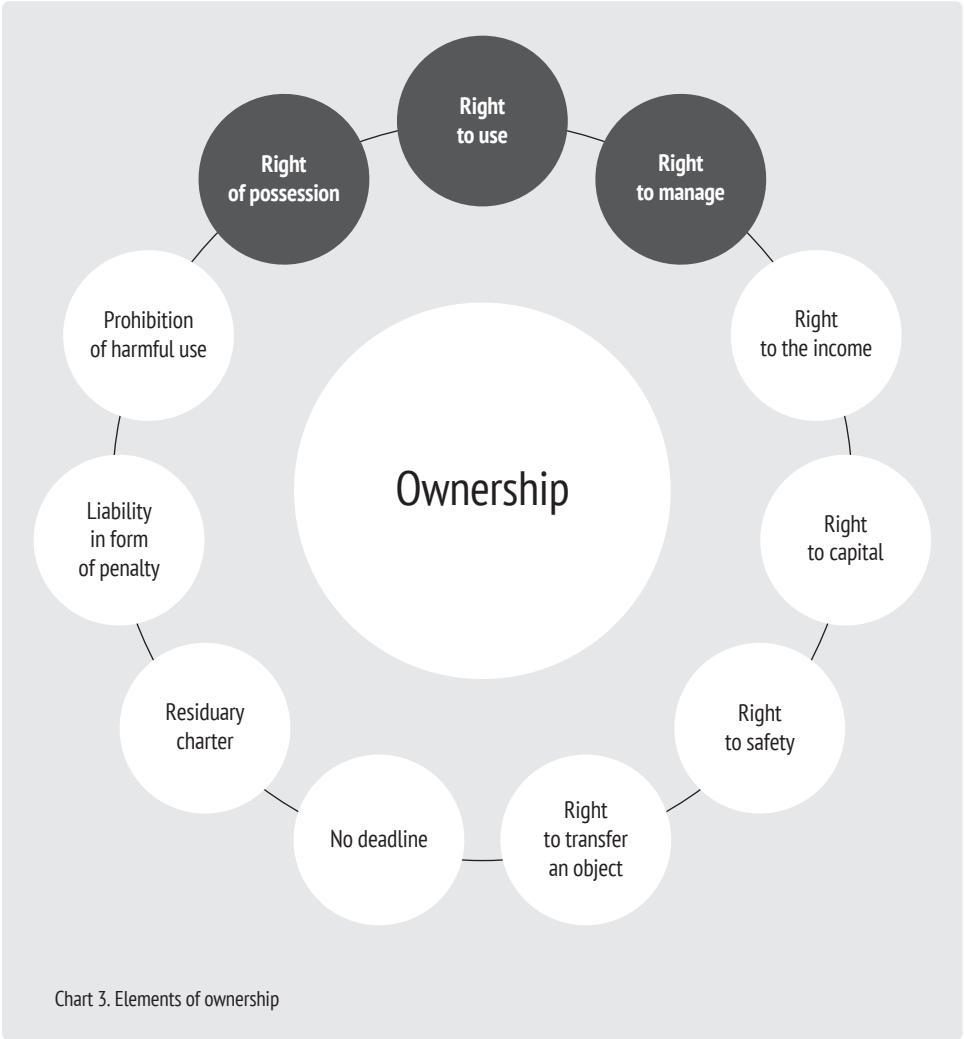 Right
to use
Right
of possession
Right
to manage
Prohibition
of harmful use
Right
to the income
Ownership
Liability
in form
of penalty
Right
to capital
Residuary
charter
Right
to safety
No deadline
Right
to transfer
an object
Chart 3. Elements of ownership